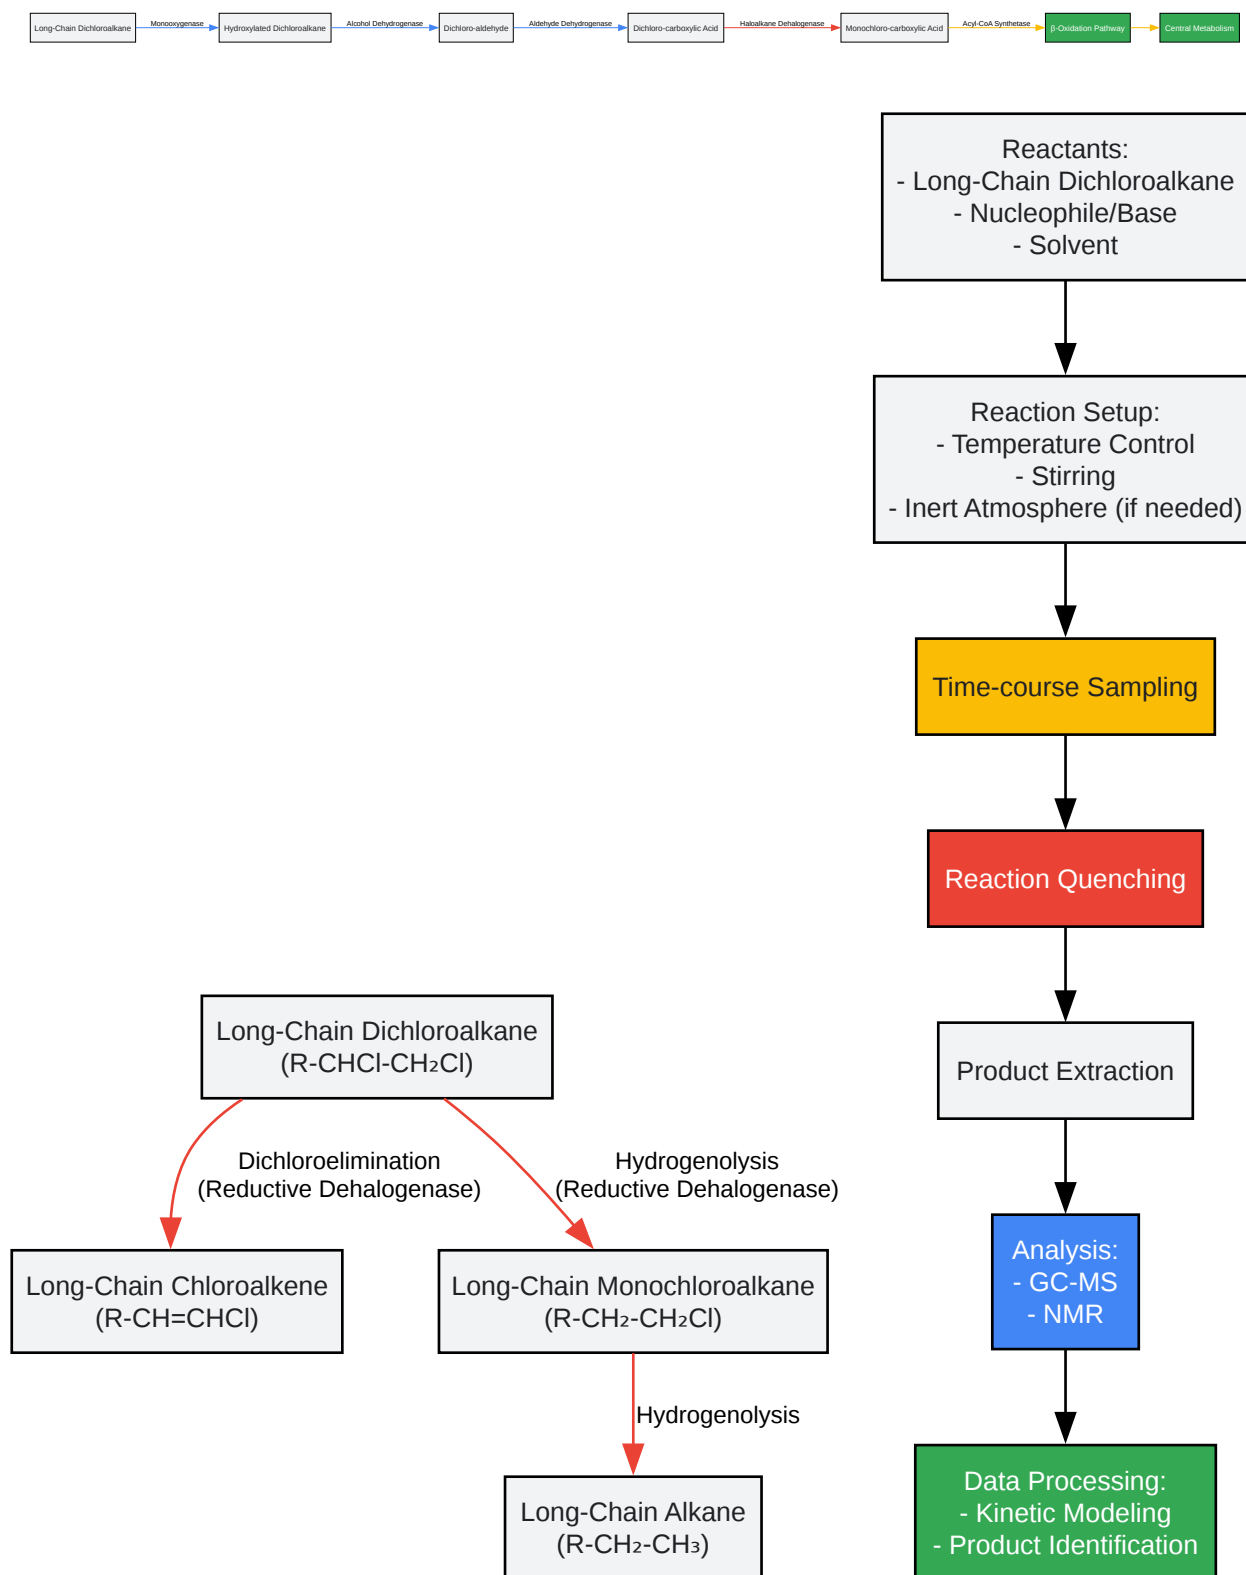 Long-Chain Dichloroalkane
Monooxygenase
Hydroxylated Dichloroalkane
Alcohol Dehydrogenase
Dichloro-aldehyde
Aldehyde Dehydrogenase
Dichloro-carboxylic Acid
Haloalkane Dehalogenase
Monochloro-carboxylic Acid
Acyl-CoA Synthetase
β-Oxidation Pathway
Central Metabolism
Reactants:
- Long-Chain Dichloroalkane
- Nucleophile/Base
- Solvent
Reaction Setup:
- Temperature Control
- Stirring
- Inert Atmosphere (if needed)
Time-course Sampling
Reaction Quenching
Product Extraction
Analysis:
- GC-MS
- NMR
Data Processing:
- Kinetic Modeling
- Product Identification
Long-Chain Dichloroalkane
(R-CHCl-CH₂Cl)
Dichloroelimination
(Reductive Dehalogenase)
Hydrogenolysis
(Reductive Dehalogenase)
Long-Chain Chloroalkene
(R-CH=CHCl)
Long-Chain Monochloroalkane
(R-CH₂-CH₂Cl)
Hydrogenolysis
Long-Chain Alkane
(R-CH₂-CH₃)